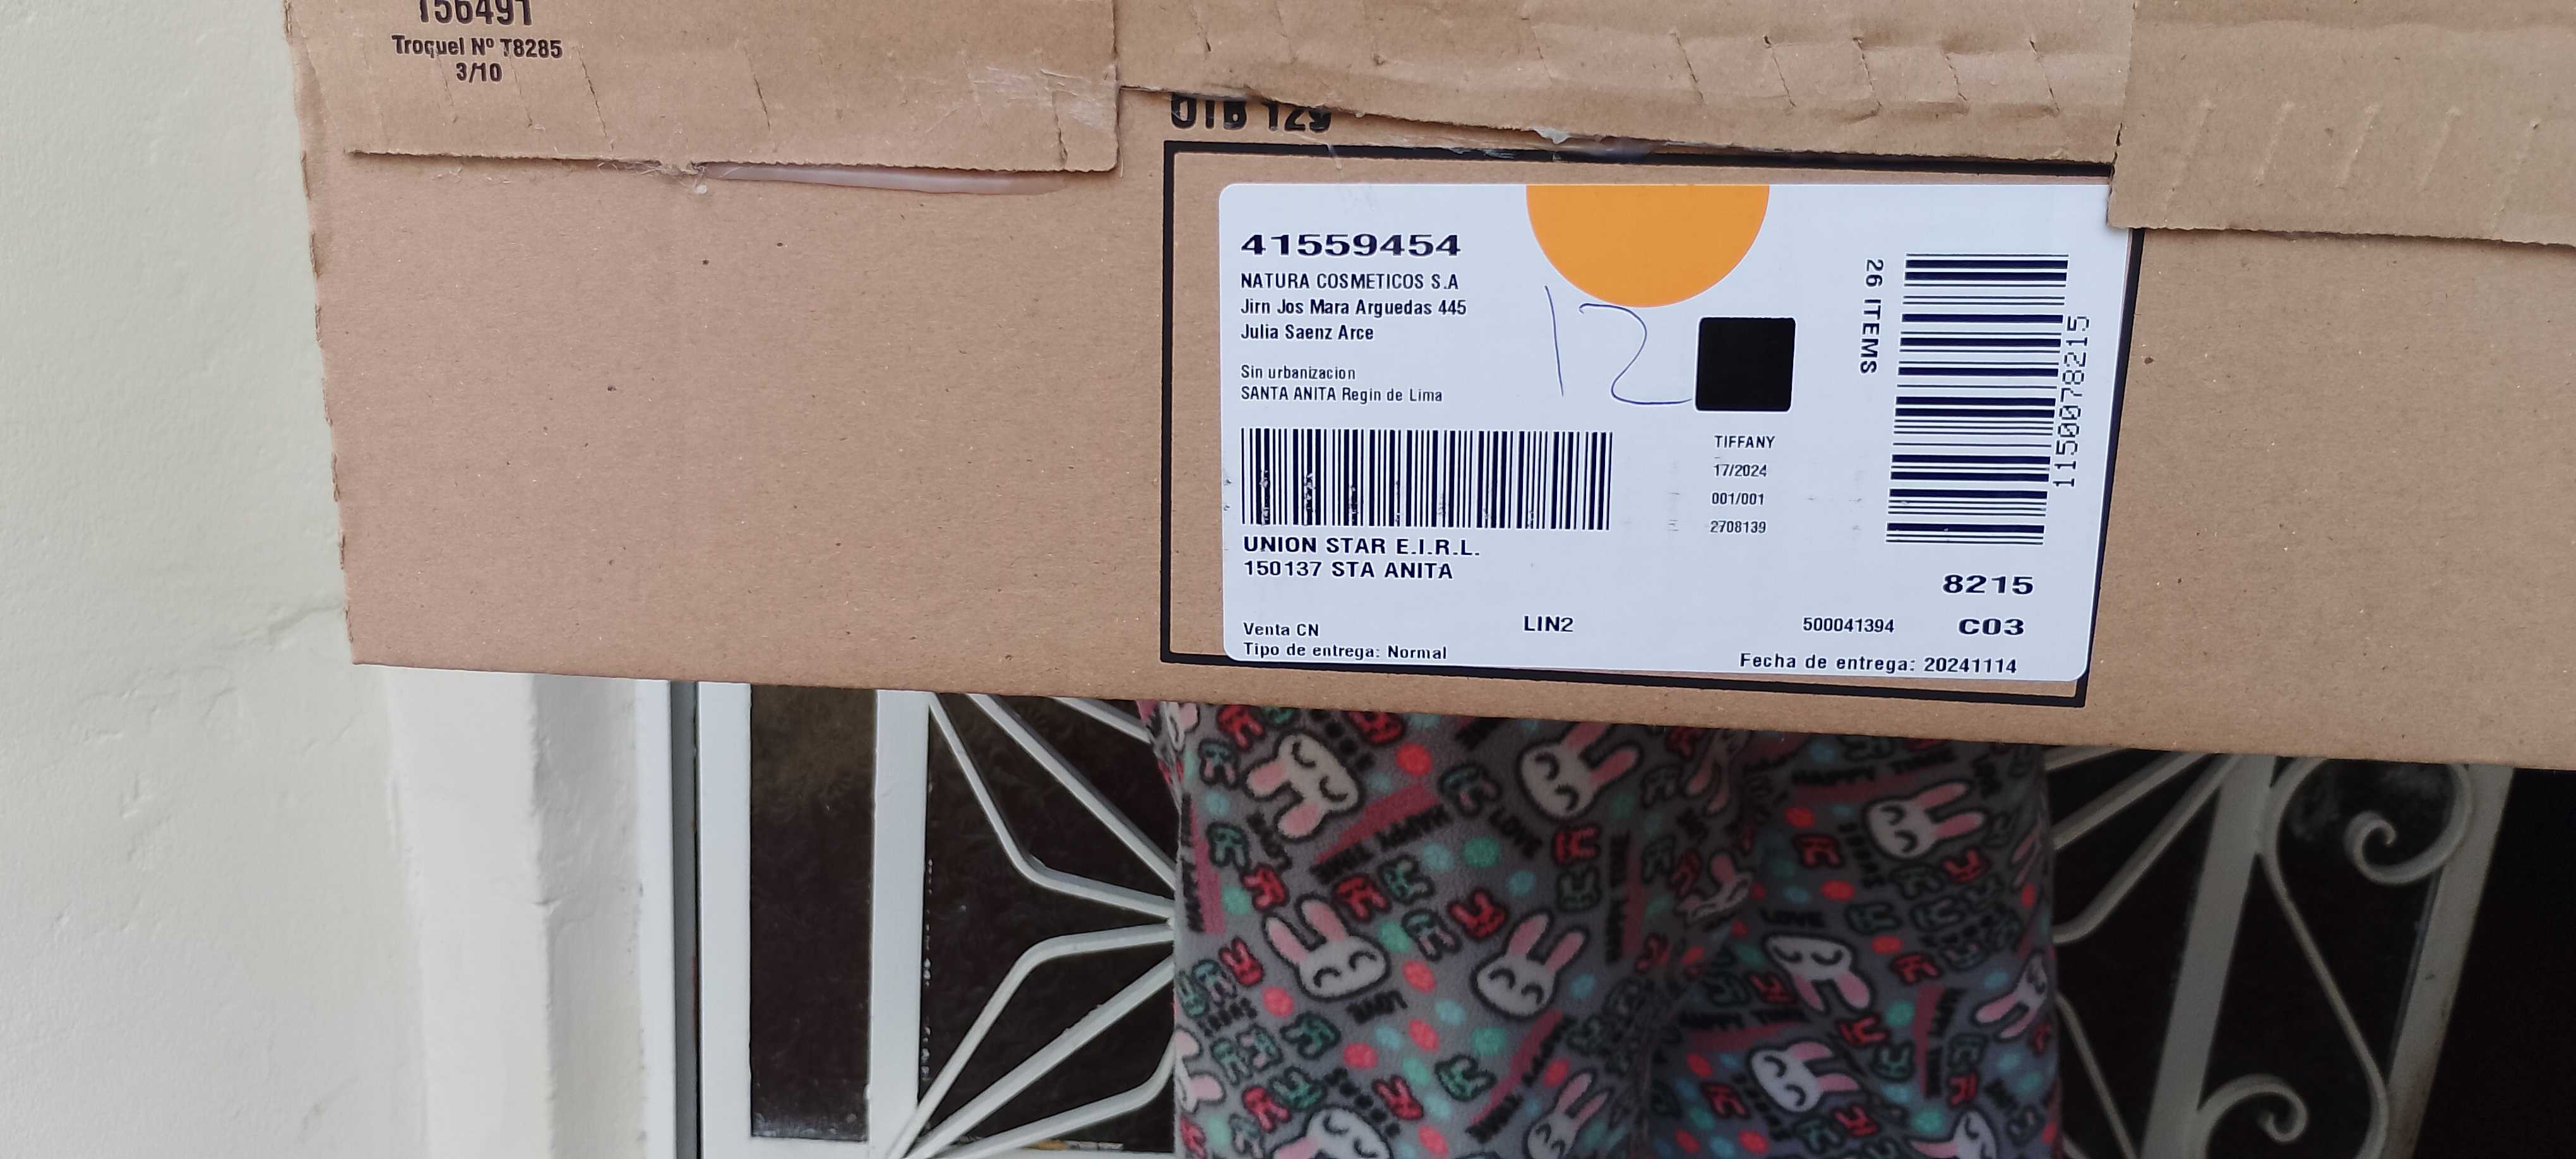 156491
Troquel Nº T8285
3/10
UTB 129
41559454
NATURA COSMETICOS S.A
Jirn Jos Mara Arguedas 445
Julia Saenz Arce
Sin urbanizacion
SANTA ANITA Regin de Lima
12
26 ITEMS
1150078215
TIFFANY
17/2024
001/001
2708139
UNION STAR E.I.R.L.
150137 STA ANITA
8215
Venta CN
LIN2
500041394
C03
Tipo de entrega: Normal
Fecha de entrega: 20241114
LOVE
HAPPY TIME